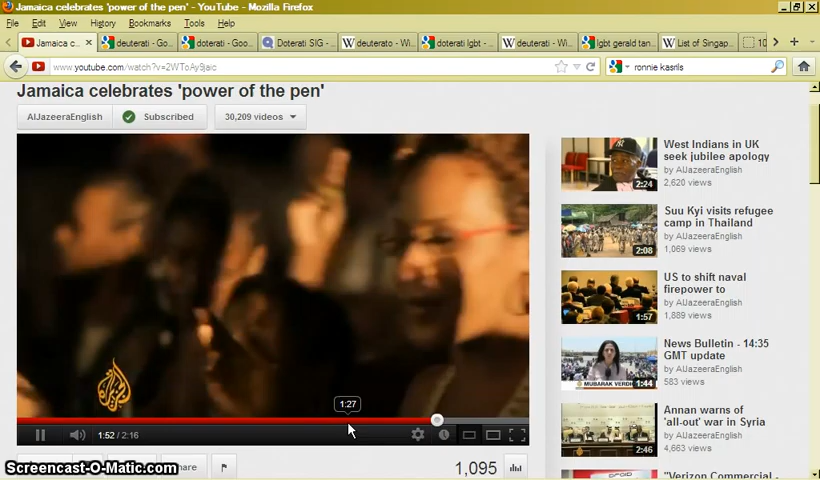 Jamaica celebrates 'power of the pen' - YouTube - Mozilla Firefox
File Edit View History Bookmarks Tools Help
Jamaica c... deuterati - Go... doterati - Goo... Doterati SIG - ... deuterato - Wi... doterati lgbt - ... deuterati - Wi... lgbt gerald tan... List of Singap... 10
www.youtube.com/watch?v=2WToAy9jaic
ronnie kasrils
Jamaica celebrates 'power of the pen'
AlJazeeraEnglish Subscribed 30,209 videos
West Indians in UK
seek jubilee apology
by AlJazeeraEnglish
2,620 views
2:24
Suu Kyi visits refugee
camp in Thailand
by AlJazeeraEnglish
1,069 views
2:08
US to shift naval
firepower to
by AlJazeeraEnglish
1,889 views
1:57
News Bulletin - 14:35
GMT update
by AlJazeeraEnglish
583 views
MUBARAK VERDI
1:44
Annan warns of
'all-out' war in Syria
by AlJazeeraEnglish
4,663 views
2:46
"Verizon Commercial -
1:27
1:52 / 2:16
1,095
Screencast-O-Matic.com